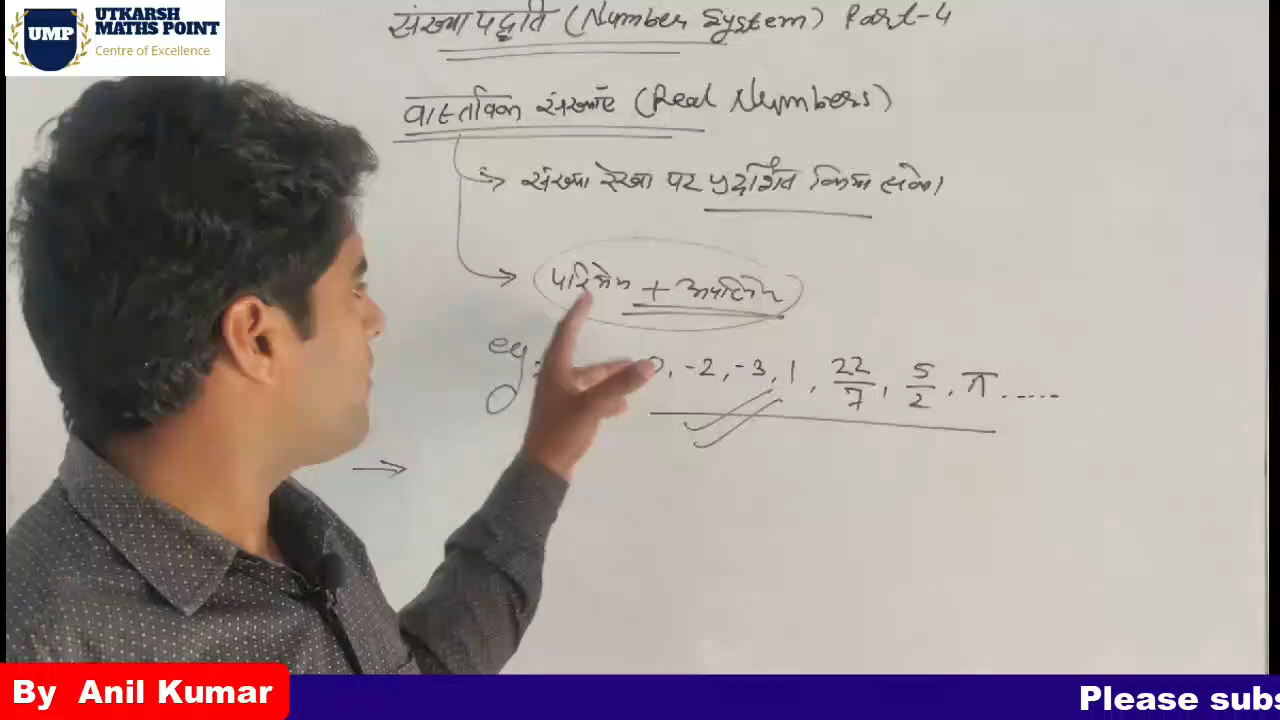 UTKARSH
MATHS POINT
UMP
Centre of Excellence
संख्या पद्धति (Number System) Part-4
वास्तविक संख्याएं (Real Numbers)
→ संख्या रेखा पर प्रदर्शित किया सके।
→ परिमेय + अपरिमेय
eg: 0, -2, -3, 1, 22/7, 5/2, π.....
→
By Anil Kumar
Please subs